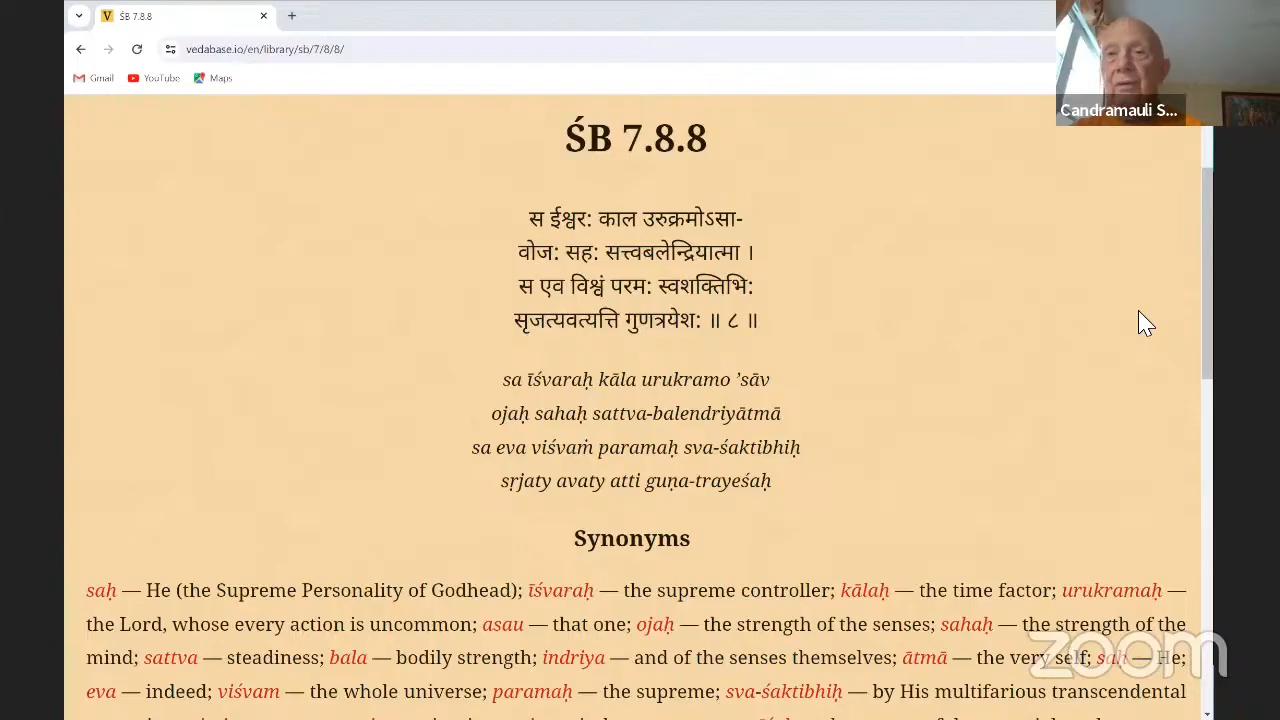 ŚB 7.8.8
vedabase.io/en/library/sb/7/8/8/
Gmail YouTube Maps
Candramauli S...
ŚB 7.8.8
स ईश्वर: काल उरुक्रमोऽसा-
वोज: सह: सत्त्वबलेन्द्रियात्मा ।
स एव विश्वं परम: स्वशक्तिभि:
सृजत्यवत्यत्ति गुणत्रयेश: ॥ ८ ॥
sa īśvaraḥ kāla urukramo ’sāv
ojaḥ sahaḥ sattva-balendriyātmā
sa eva viśvaṁ paramaḥ sva-śaktibhiḥ
sṛjaty avaty atti guṇa-trayeśaḥ
Synonyms
saḥ — He (the Supreme Personality of Godhead); īśvaraḥ — the supreme controller; kālaḥ — the time factor; urukramaḥ —
the Lord, whose every action is uncommon; asau — that one; ojaḥ — the strength of the senses; sahaḥ — the strength of the
mind; sattva — steadiness; bala — bodily strength; indriya — and of the senses themselves; ātmā — the very self; saḥ — He;
eva — indeed; viśvam — the whole universe; paramaḥ — the supreme; sva-śaktibhiḥ — by His multifarious transcendental
zoom